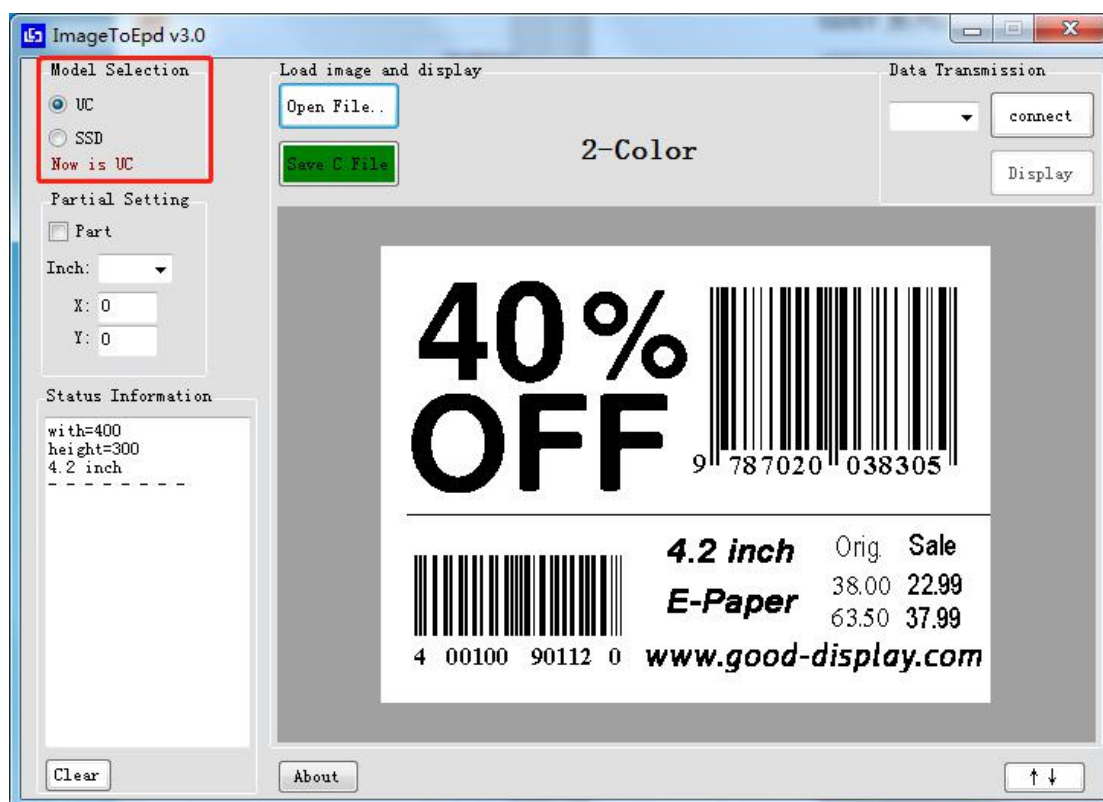 ImageToEpd v3.0
Model Selection
UC
SSD
Now is UC
Partial Setting
Part
Inch:
X: 0
Y: 0
Status Information
with=400
height=300
4.2 inch
- - - - - - - -
Clear
Load image and display
Open File..
Save C File
2-Color
Data Transmission
connect
Display
40%
OFF
9 787020 038305
4.2 inch
E-Paper
Orig. Sale
38.00 22.99
63.50 37.99
4 00100 90112 0
www.good-display.com
About
↑↓